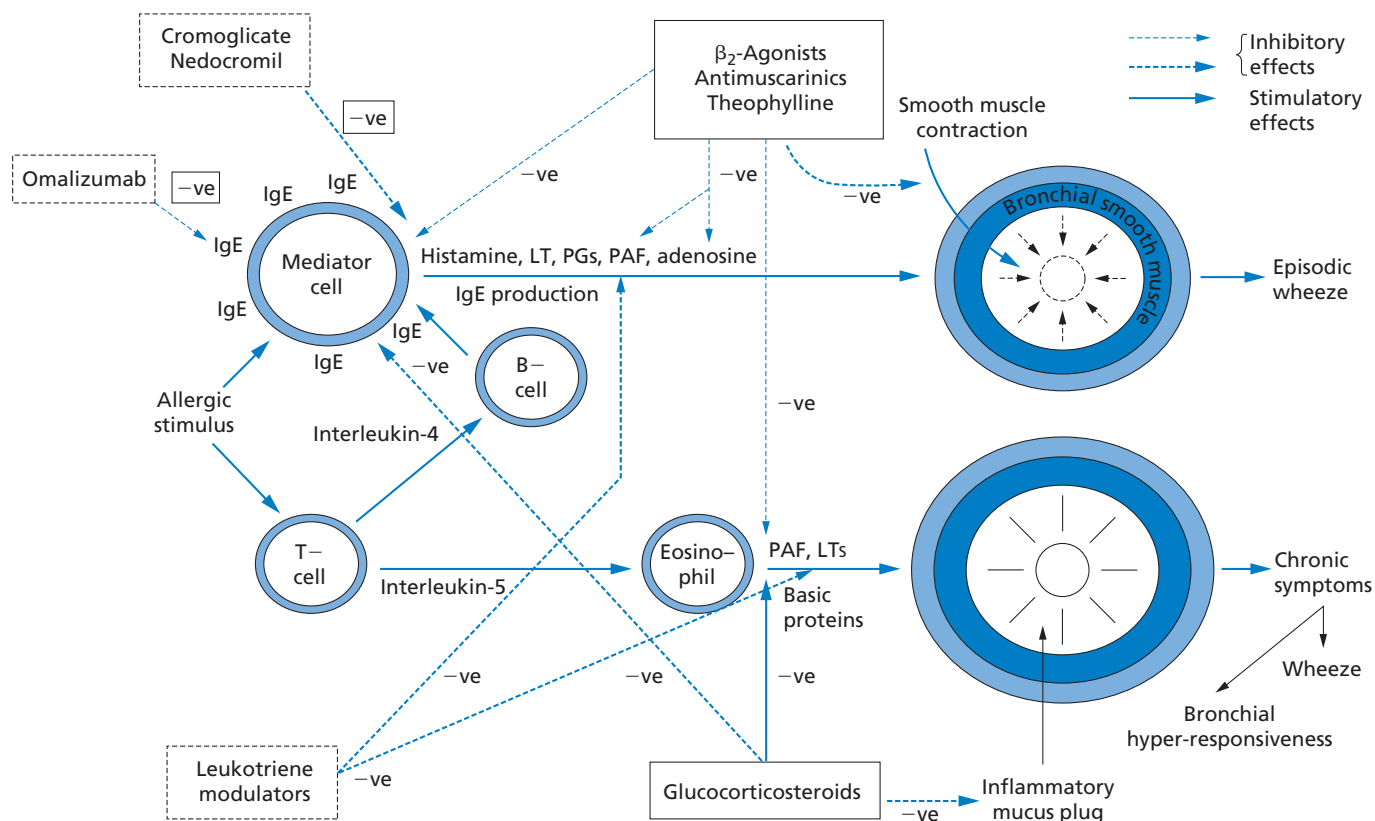 Cromoglicate
Nedocromil
−ve
Omalizumab
−ve
β2-Agonists
Antimuscarinics
Theophylline
Inhibitory
effects
Stimulatory
effects
Smooth muscle
contraction
−ve
−ve
−ve
IgE
IgE
IgE
IgE
IgE
IgE
Mediator
cell
Histamine, LT, PGs, PAF, adenosine
IgE production
Bronchial smooth muscle
Episodic
wheeze
−ve
B–
cell
−ve
Allergic
stimulus
Interleukin-4
T–
cell
Interleukin-5
Eosino–
phil
PAF, LTs
Basic
proteins
Chronic
symptoms
Wheeze
Bronchial
hyper-responsiveness
−ve
−ve
−ve
Leukotriene
modulators
−ve
Glucocorticosteroids
−ve
Inflammatory
mucus plug